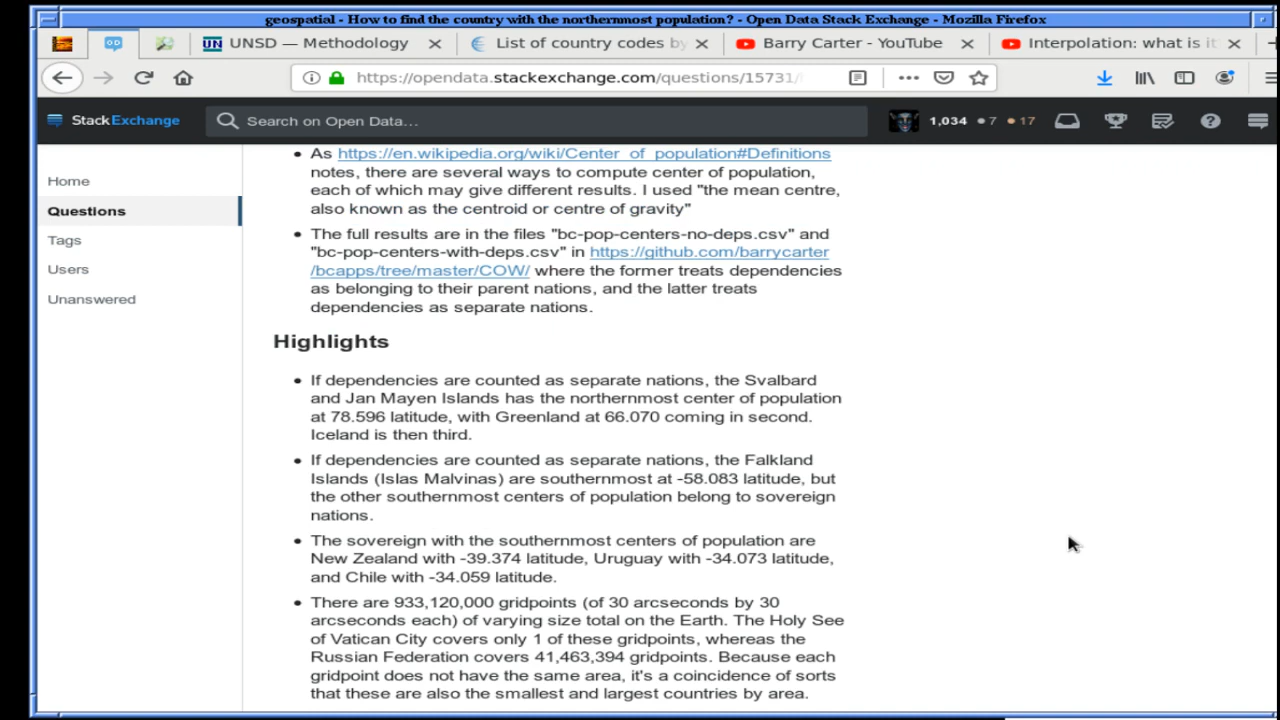 geospatial - How to find the country with the northernmost population? - Open Data Stack Exchange - Mozilla Firefox
UNSD — Methodology
List of country codes by
Barry Carter - YouTube
Interpolation: what is it
https://opendata.stackexchange.com/questions/15731/
StackExchange
Search on Open Data…
1,034 7 17
Home
Questions
Tags
Users
Unanswered
As https://en.wikipedia.org/wiki/Center_of_population#Definitions
notes, there are several ways to compute center of population,
each of which may give different results. I used "the mean centre,
also known as the centroid or centre of gravity"
The full results are in the files "bc-pop-centers-no-deps.csv" and
"bc-pop-centers-with-deps.csv" in https://github.com/barrycarter
/bcapps/tree/master/COW/ where the former treats dependencies
as belonging to their parent nations, and the latter treats
dependencies as separate nations.
Highlights
If dependencies are counted as separate nations, the Svalbard
and Jan Mayen Islands has the northernmost center of population
at 78.596 latitude, with Greenland at 66.070 coming in second.
Iceland is then third.
If dependencies are counted as separate nations, the Falkland
Islands (Islas Malvinas) are southernmost at -58.083 latitude, but
the other southernmost centers of population belong to sovereign
nations.
The sovereign with the southernmost centers of population are
New Zealand with -39.374 latitude, Uruguay with -34.073 latitude,
and Chile with -34.059 latitude.
There are 933,120,000 gridpoints (of 30 arcseconds by 30
arcseconds each) of varying size total on the Earth. The Holy See
of Vatican City covers only 1 of these gridpoints, whereas the
Russian Federation covers 41,463,394 gridpoints. Because each
gridpoint does not have the same area, it's a coincidence of sorts
that these are also the smallest and largest countries by area.